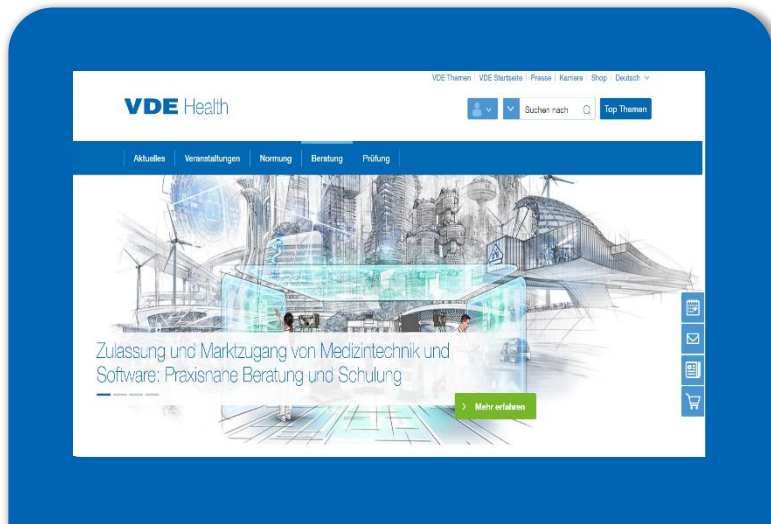 VDE Themen | VDE Startseite | Presse | Karriere | Shop | Deutsch
VDE Health
Suchen nach
Top Themen
Aktuelles | Veranstaltungen | Normung | Beratung | Prüfung
Zulassung und Marktzugang von Medizintechnik und
Software: Praxisnahe Beratung und Schulung
Mehr erfahren